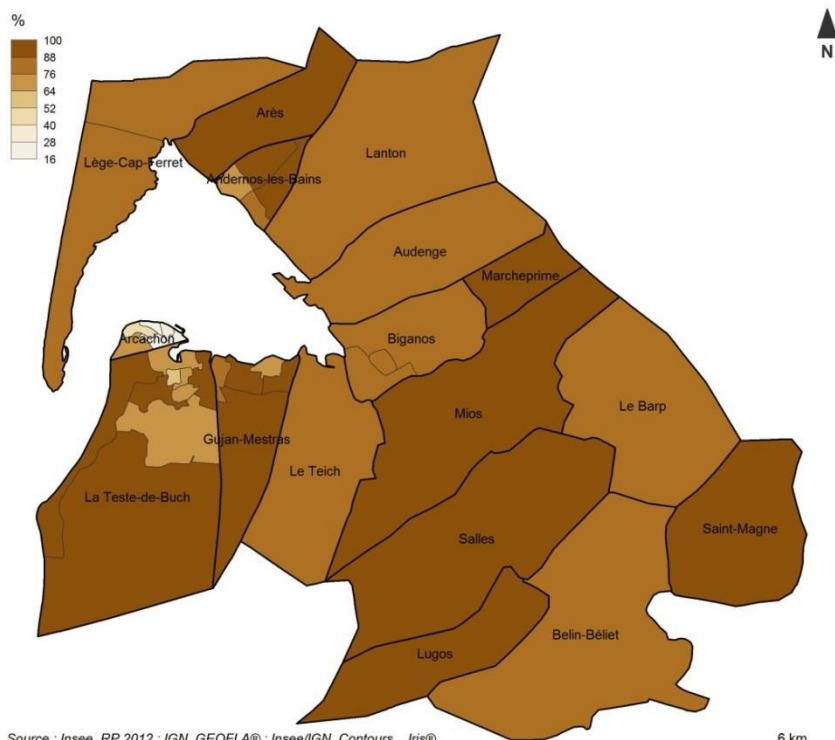 %
100
88
76
64
52
40
28
16
N
Arès
Lanton
Lège-Cap-Ferret
Andernos-les-Bains
Audenge
Marcheprime
Biganos
Arcachon
Le Barp
Mios
Gujan-Mestras
Le Teich
La Teste-de-Buch
Saint-Magne
Salles
Belin-Béliet
Lugos
Source : Insee, RP 2012 ; IGN, GEOFLA® ; Insee/IGN, Contours... Iris® 6 km